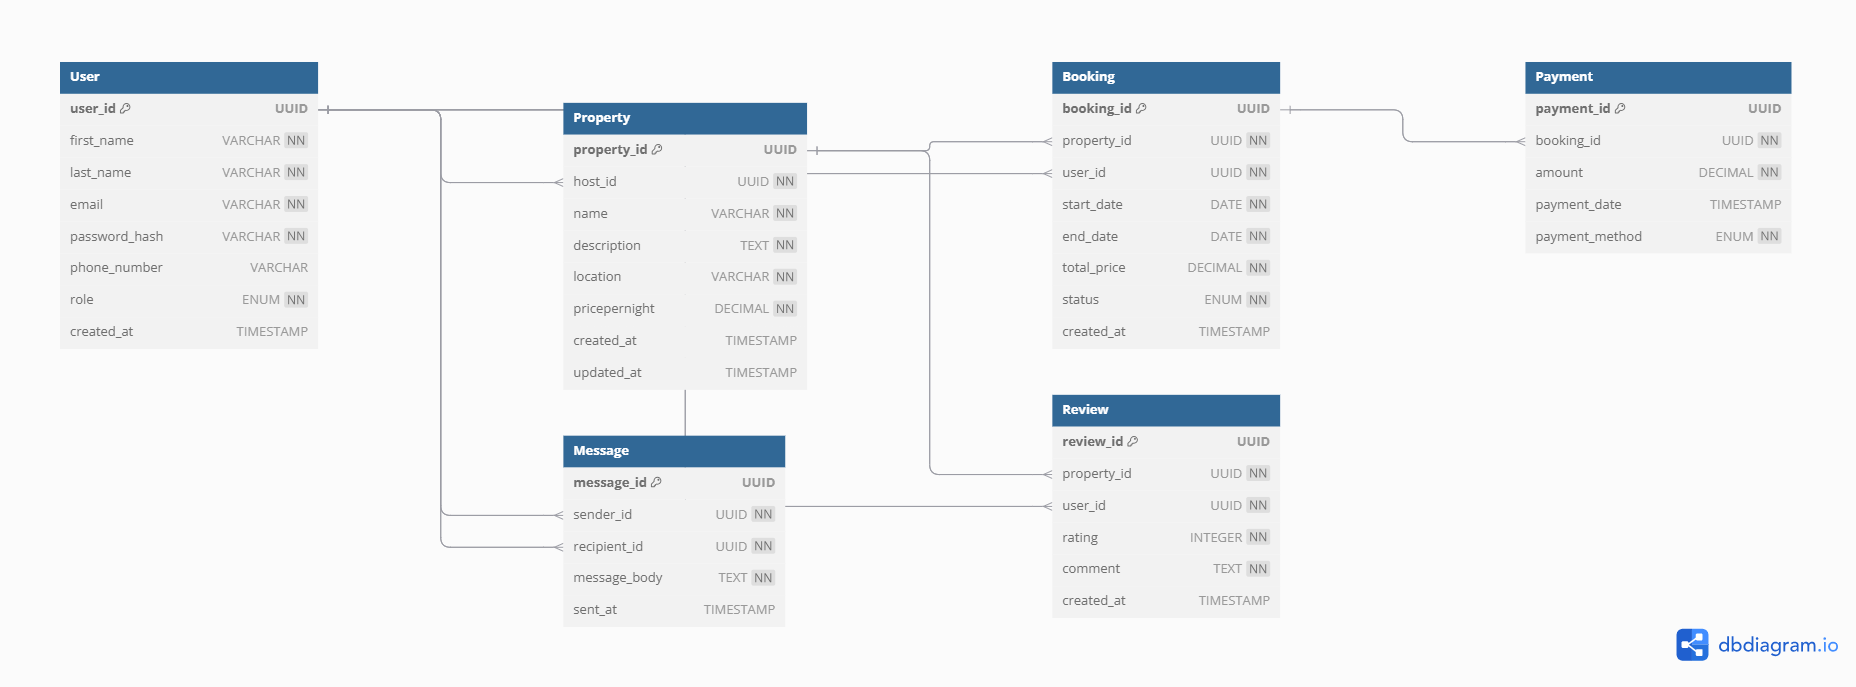 User
user_id UUID
first_name VARCHAR NN
last_name VARCHAR NN
email VARCHAR NN
password_hash VARCHAR NN
phone_number VARCHAR
role ENUM NN
created_at TIMESTAMP
Property
property_id UUID
host_id UUID NN
name VARCHAR NN
description TEXT NN
location VARCHAR NN
pricepernight DECIMAL NN
created_at TIMESTAMP
updated_at TIMESTAMP
Message
message_id UUID
sender_id UUID NN
recipient_id UUID NN
message_body TEXT NN
sent_at TIMESTAMP
Booking
booking_id UUID
property_id UUID NN
user_id UUID NN
start_date DATE NN
end_date DATE NN
total_price DECIMAL NN
status ENUM NN
created_at TIMESTAMP
Review
review_id UUID
property_id UUID NN
user_id UUID NN
rating INTEGER NN
comment TEXT NN
created_at TIMESTAMP
Payment
payment_id UUID
booking_id UUID NN
amount DECIMAL NN
payment_date TIMESTAMP
payment_method ENUM NN
dbdiagram.io